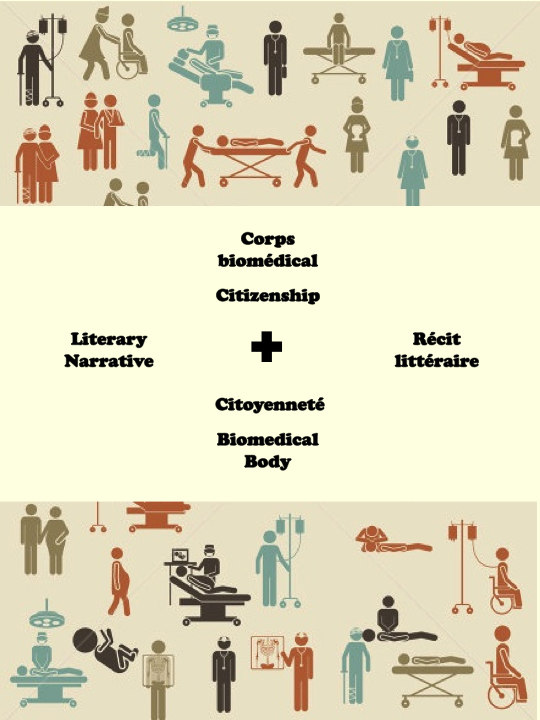 Corps
biomédical
Citizenship
Literary
Narrative
Récit
littéraire
Citoyenneté
Biomedical
Body